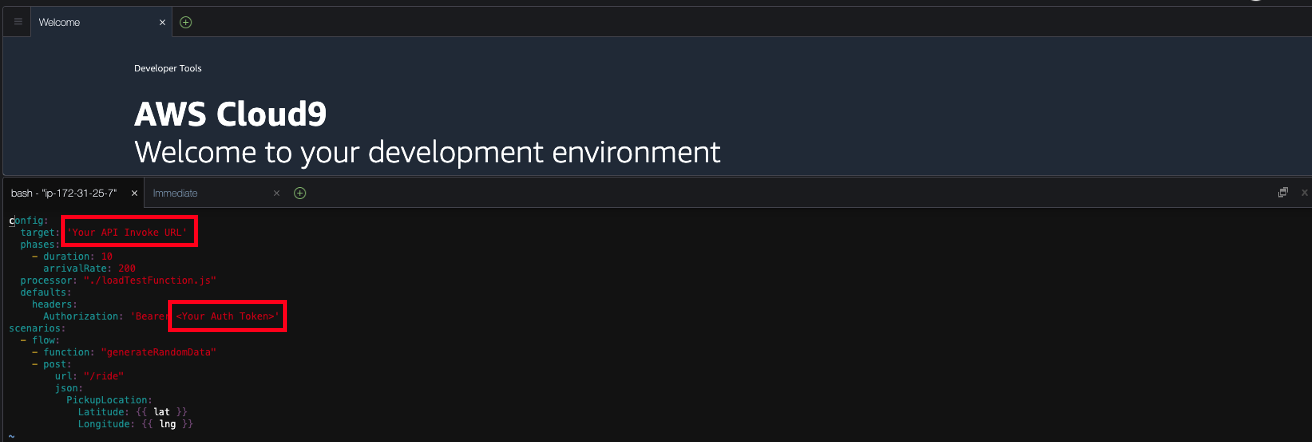 Welcome
Developer Tools
AWS Cloud9
Welcome to your development environment
bash - "ip-172-31-25-7" Immediate
config:
  target: 'Your API Invoke URL'
  phases:
    - duration: 10
      arrivalRate: 200
  processor: "./loadTestFunction.js"
  defaults:
    headers:
      Authorization: 'Bearer <Your Auth Token>'
scenarios:
  - flow:
    - function: "generateRandomData"
    - post:
        url: "/ride"
        json:
          PickupLocation:
            Latitude: {{ lat }}
            Longitude: {{ lng }}
~